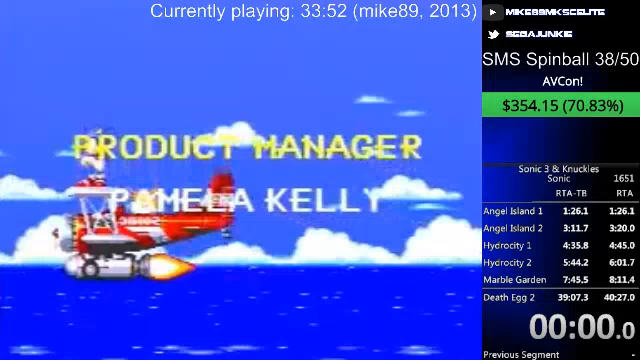 Currently playing: 33:52 (mike89, 2013)
MIKE89MKSCELITE
SEGAJUNKIE
SMS Spinball 38/50
AVCon!
$354.15 (70.83%)
PRODUCT MANAGER
PAMELA KELLY
Sonic 3 & Knuckles
Sonic 1651
RTA-TB RTA
Angel Island 1 1:26.1 1:26.1
Angel Island 2 3:11.7 3:20.0
Hydrocity 1 4:35.8 4:45.0
Hydrocity 2 5:44.2 6:01.7
Marble Garden 7:45.5 8:11.4
Death Egg 2 39:07.3 40:27.0
00:00.0
Previous Segment -